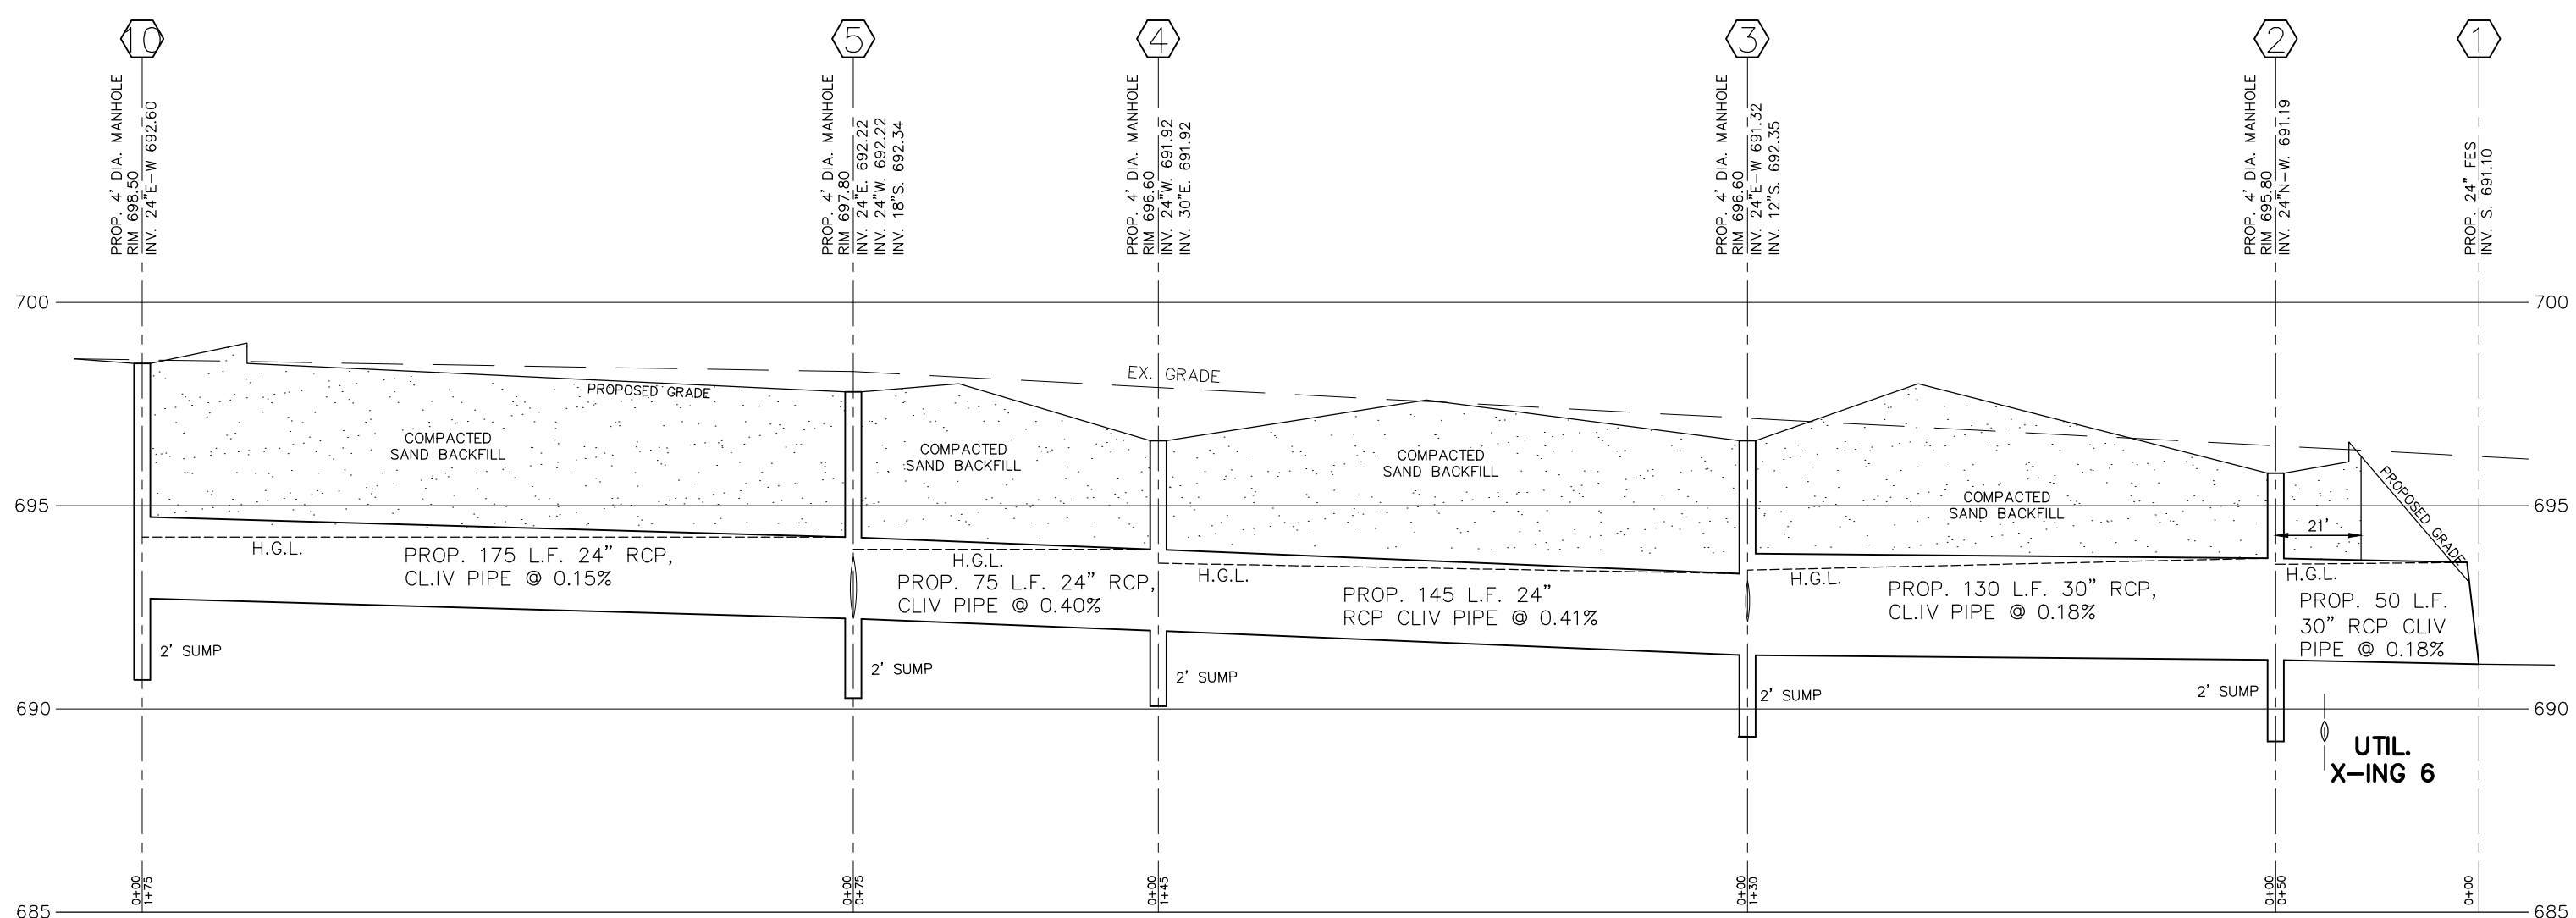 10
5
4
3
2
1
PROP. 4' DIA. MANHOLE
RIM 698.50
INV. 24"E-W 692.60
PROP. 4' DIA. MANHOLE
RIM 697.80
INV. 24"E. 692.22
INV. 24"W. 692.22
INV. 18"S. 692.34
PROP. 4' DIA. MANHOLE
RIM 696.60
INV. 24"W. 691.92
INV. 30"E. 691.92
PROP. 4' DIA. MANHOLE
RIM 696.60
INV. 24"E-W 691.32
INV. 12"S. 692.35
PROP. 4' DIA. MANHOLE
RIM 695.80
INV. 24"N-W 691.19
PROP. 24" FES
INV. S. 691.10
700
700
EX. GRADE
PROPOSED GRADE
COMPACTED
SAND BACKFILL
COMPACTED
SAND BACKFILL
COMPACTED
SAND BACKFILL
COMPACTED
SAND BACKFILL
PROPOSED GRADE
695
695
21'
H.G.L.
PROP. 175 L.F. 24" RCP,
CL.IV PIPE @ 0.15%
H.G.L.
PROP. 75 L.F. 24" RCP,
CLIV PIPE @ 0.40%
H.G.L.
PROP. 145 L.F. 24"
RCP CLIV PIPE @ 0.41%
H.G.L.
PROP. 130 L.F. 30" RCP,
CL.IV PIPE @ 0.18%
H.G.L.
PROP. 50 L.F.
30" RCP CLIV
PIPE @ 0.18%
2' SUMP
2' SUMP
2' SUMP
2' SUMP
2' SUMP
690
690
UTIL.
X-ING 6
0+00
1+75
0+00
0+75
0+00
1+45
0+00
1+30
0+00
0+50
0+00
685
685